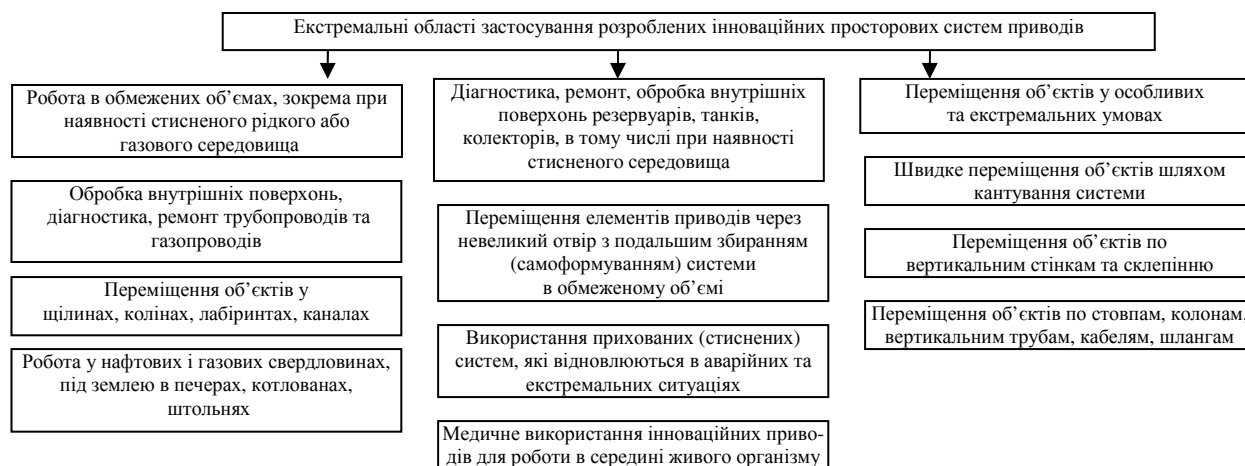 Екстремальні області застосування розроблених інноваційних просторових систем приводів
Робота в обмежених об’ємах, зокрема при
наявності стисненого рідкого або
газового середовища
Обробка внутрішніх поверхонь,
діагностика, ремонт трубопроводів та
газопроводів
Переміщення об’єктів у
щілинах, колінах, лабіринтах, каналах
Робота у нафтових і газових свердловинах,
під землею в печерах, котлованах,
штольнях
Діагностика, ремонт, обробка внутрішніх
поверхонь резервуарів, танків,
колекторів, в тому числі при наявності
стисненого середовища
Переміщення елементів приводів через
невеликий отвір з подальшим збиранням
(самоформуванням) системи
в обмеженому об’ємі
Використання прихованих (стиснених)
систем, які відновлюються в аварійних та
екстремальних ситуаціях
Медичне використання інноваційних приво-
дів для роботи в середині живого організму
Переміщення об’єктів у особливих
та екстремальних умовах
Швидке переміщення об’єктів шляхом
кантування системи
Переміщення об’єктів по
вертикальним стінкам та склепінню
Переміщення об’єктів по стовпам, колонам,
вертикальним трубам, кабелям, шлангам